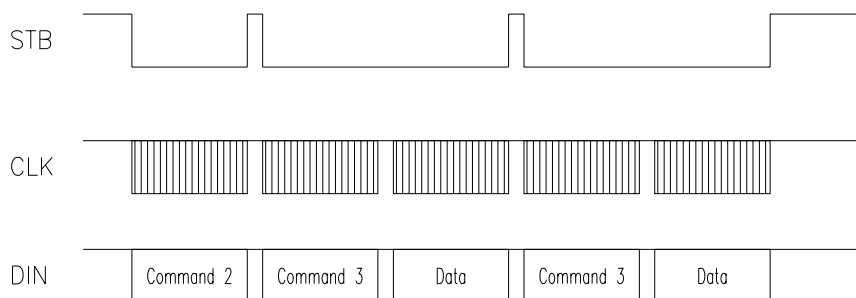 STB
CLK
DIN Command 2 Command 3 Data Command 3 Data